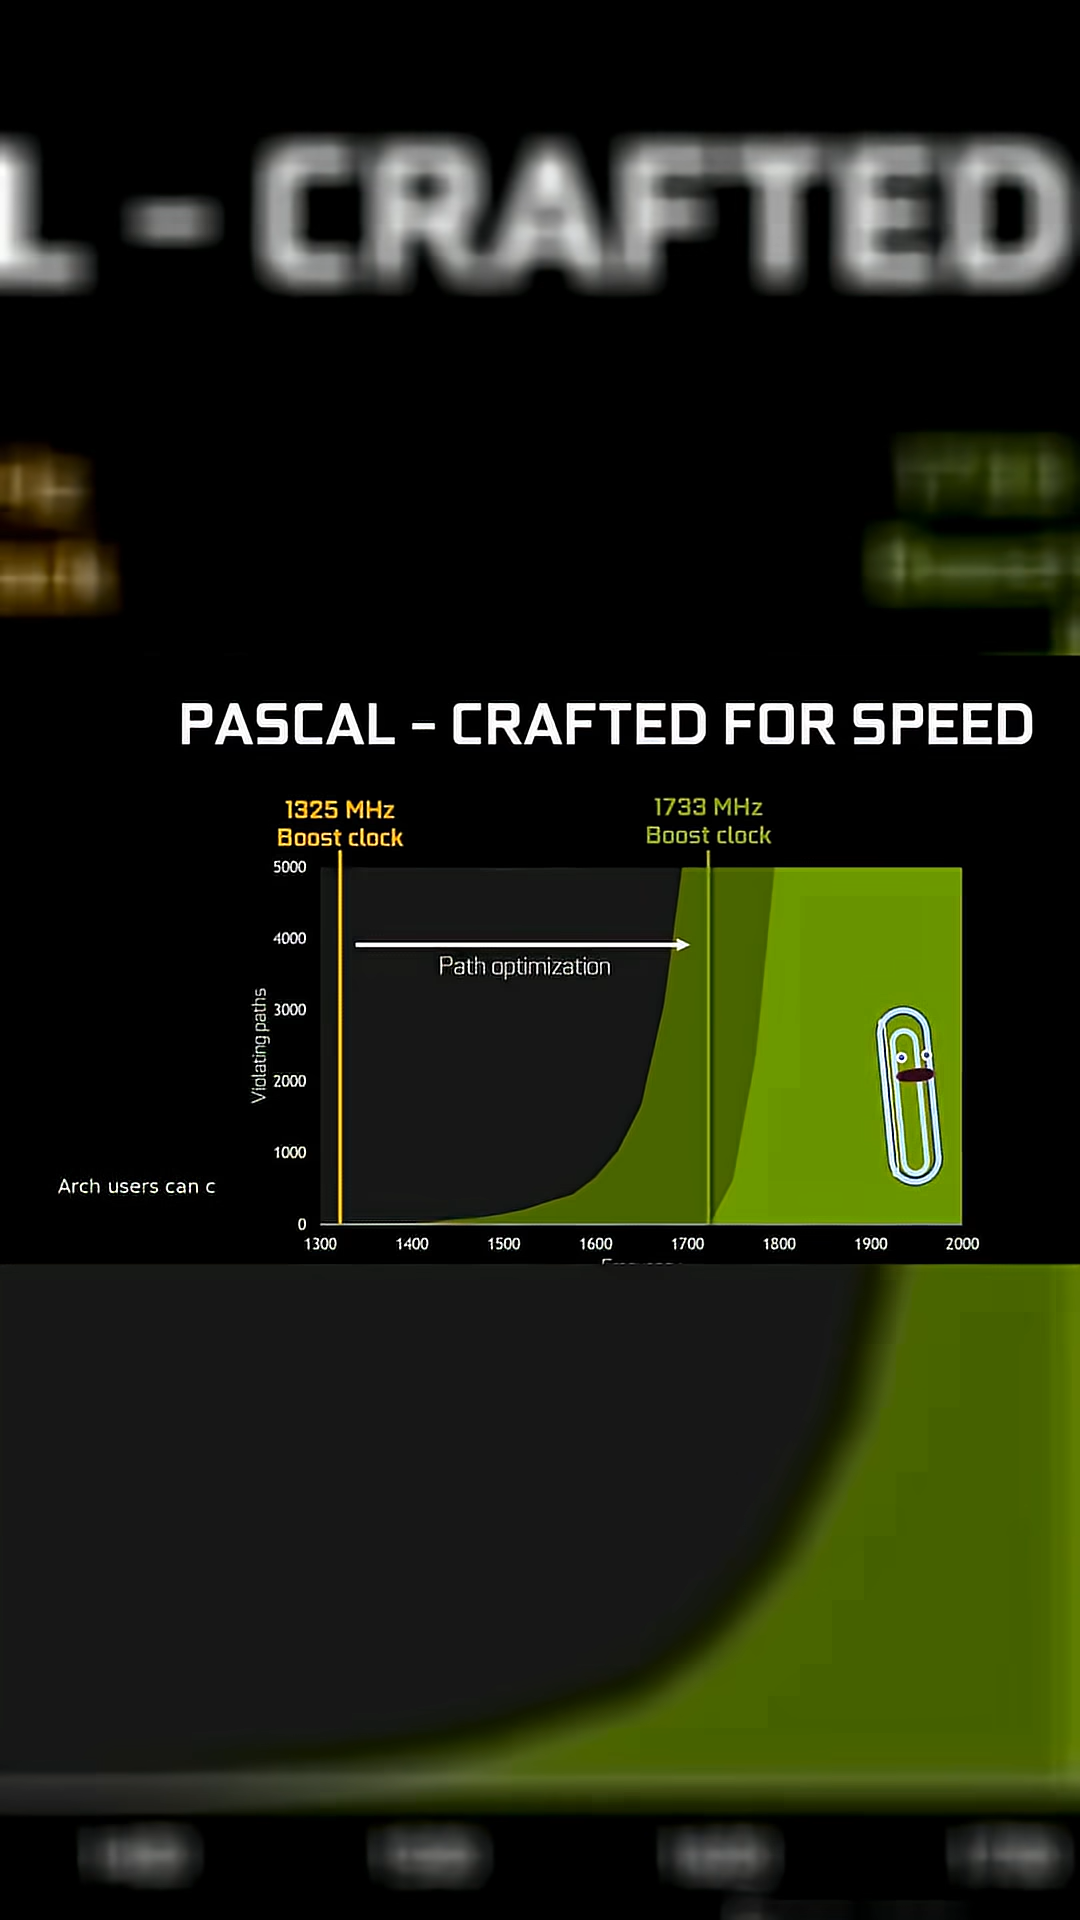 L – CRAFTED
PASCAL – CRAFTED FOR SPEED
1325 MHz
Boost clock
1733 MHz
Boost clock
5000
4000
3000
2000
1000
0
Path optimization
Violating paths
Arch users can c
1300 1400 1500 1600 1700 1800 1900 2000